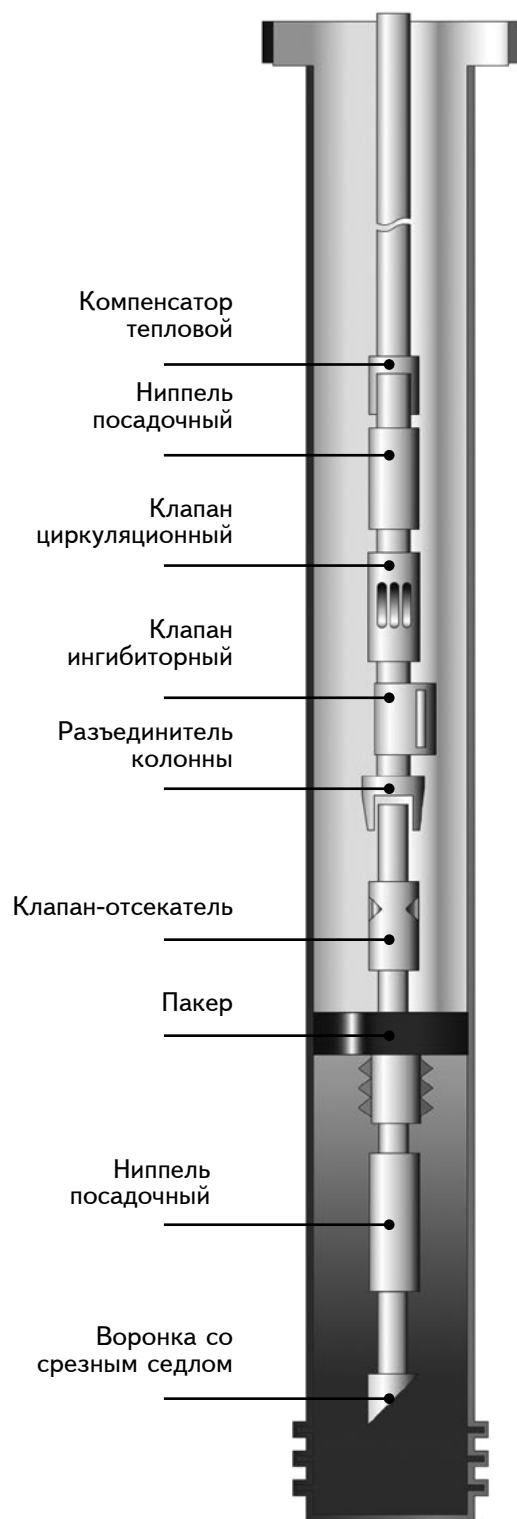 Компенсатор
тепловой
Ниппель
посадочный
Клапан
циркуляционный
Клапан
ингибиторный
Разъединитель
колонны
Клапан-отсекатель
Пакер
Ниппель
посадочный
Воронка со
срезным седлом